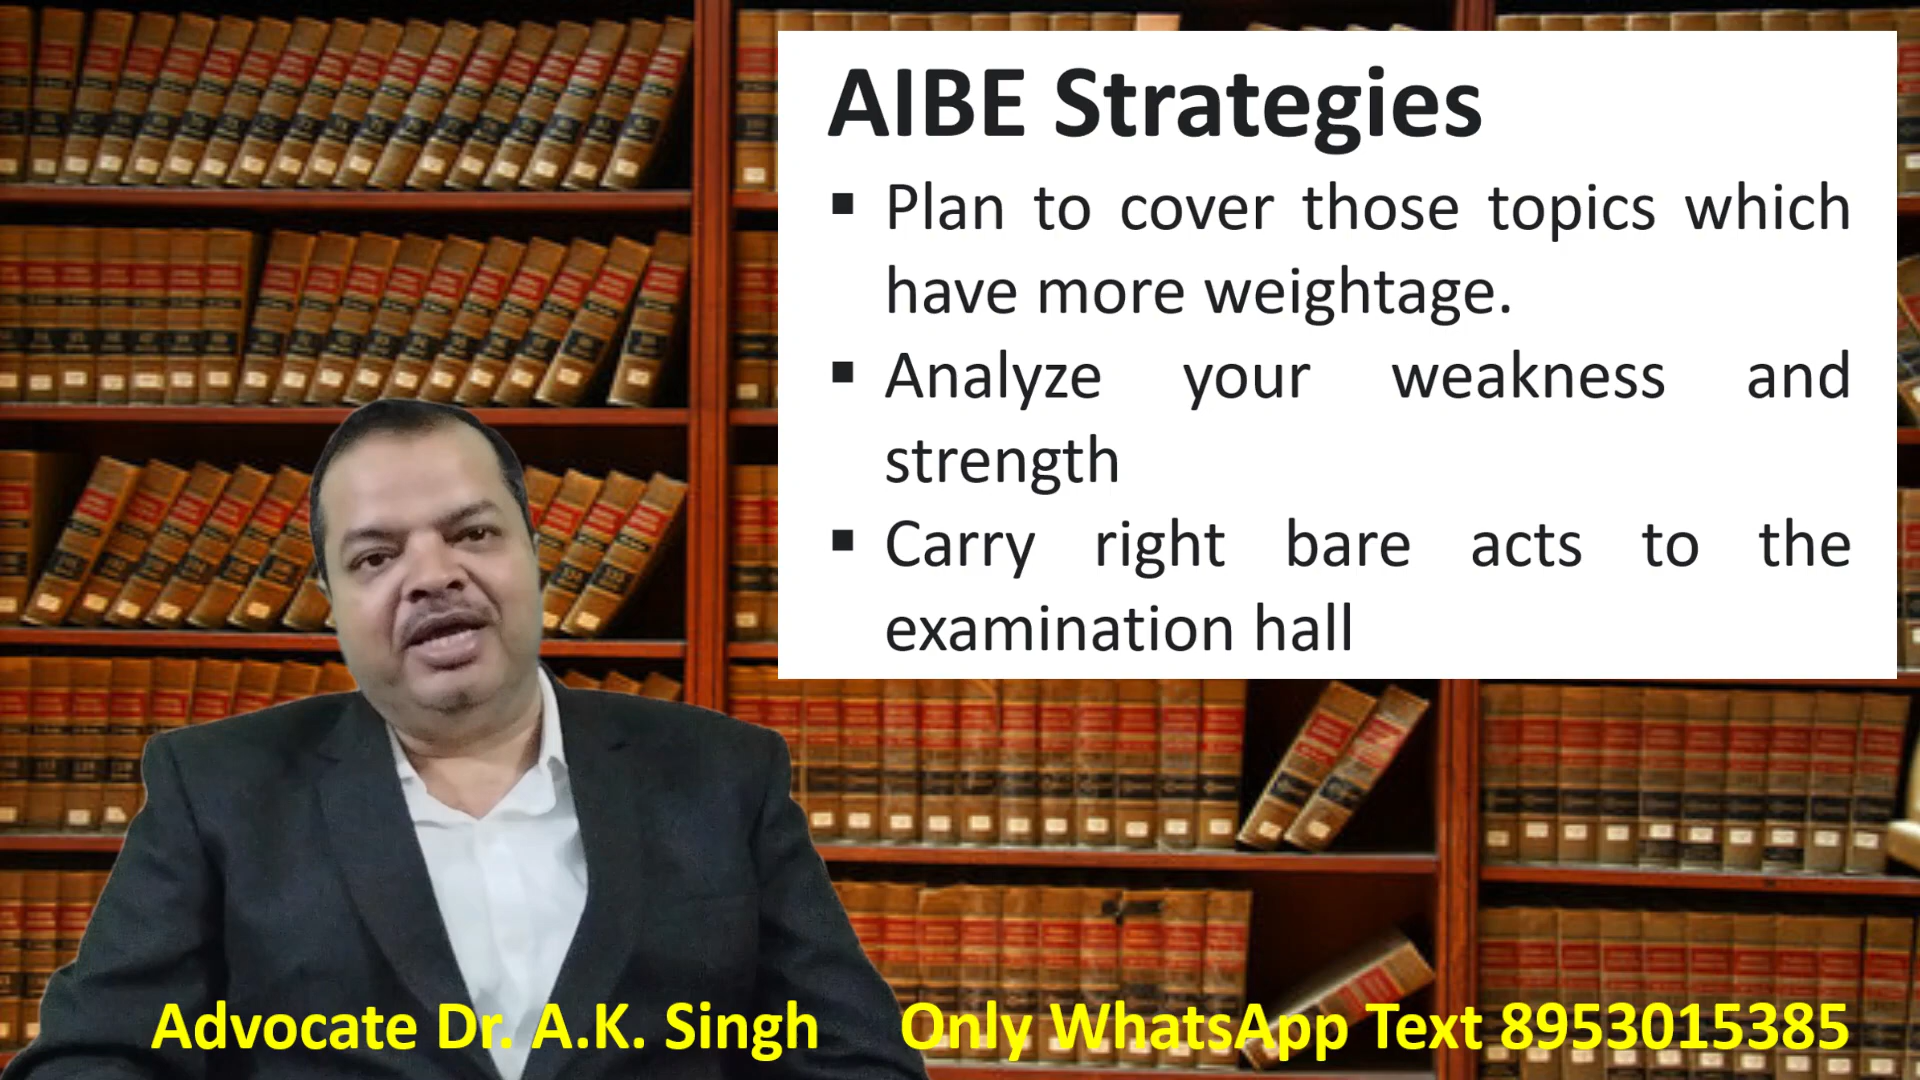 AIBE Strategies
▪ Plan to cover those topics which
have more weightage.
▪ Analyze your weakness and
strength
▪ Carry right bare acts to the
examination hall
Advocate Dr. A.K. Singh Only WhatsApp Text 8953015385